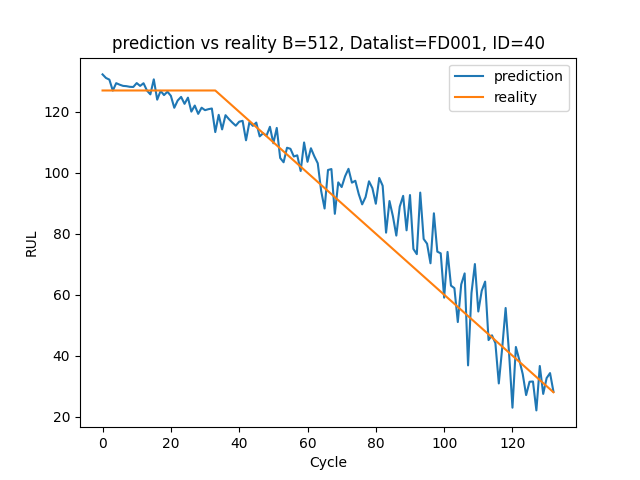 prediction vs reality B=512, Datalist=FD001, ID=40
prediction
reality
RUL
120
100
80
60
40
20
0 20 40 60 80 100 120
Cycle